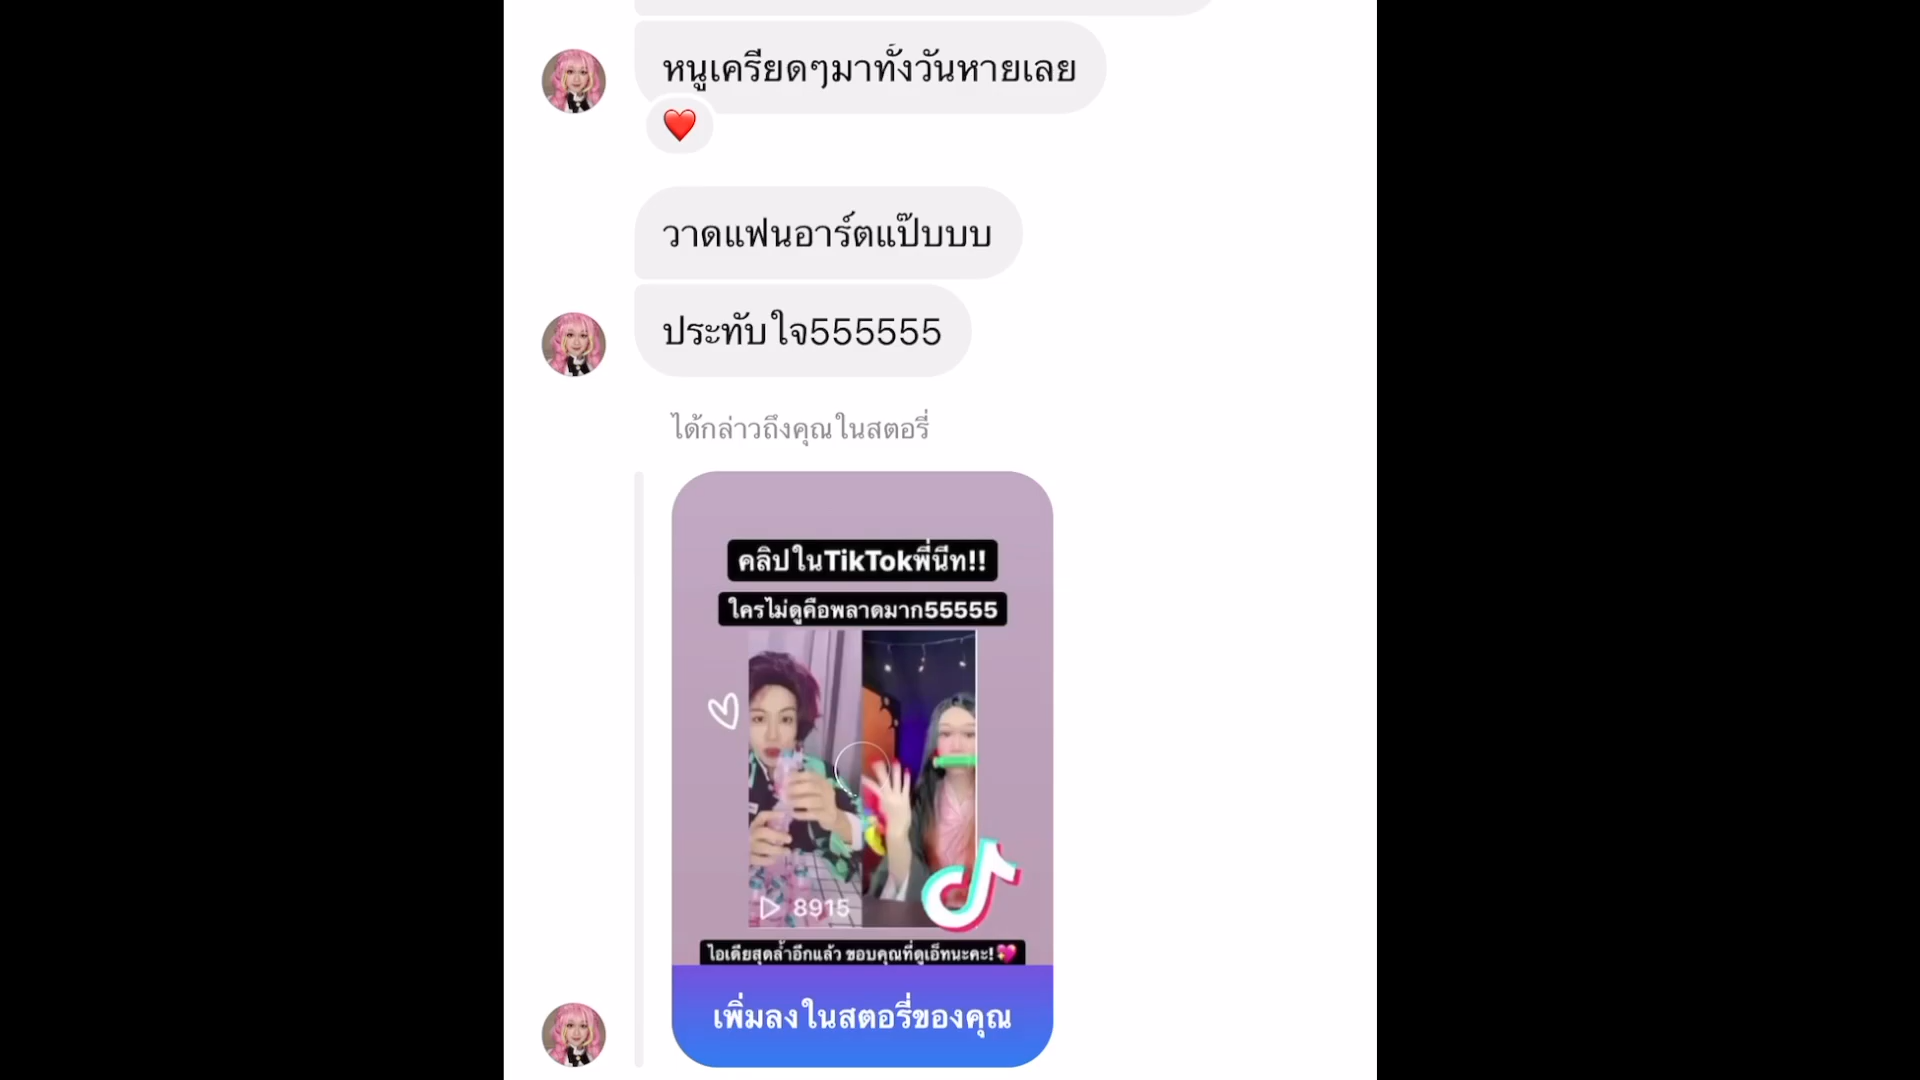 หนูเครียดๆมาทั้งวันหายเลย
วาดแฟนอาร์ตแป๊บบบ
ประทับใจ555555
ได้กล่าวถึงคุณในสตอรี่
คลิปในTikTokพี่นีท!!
ใครไม่ดูคือพลาดมาก55555
8915
ไอเดียสุดล้ำอีกแล้ว ขอบคุณที่ดูเอ็ทนะคะ!
เพิ่มลงในสตอรี่ของคุณ